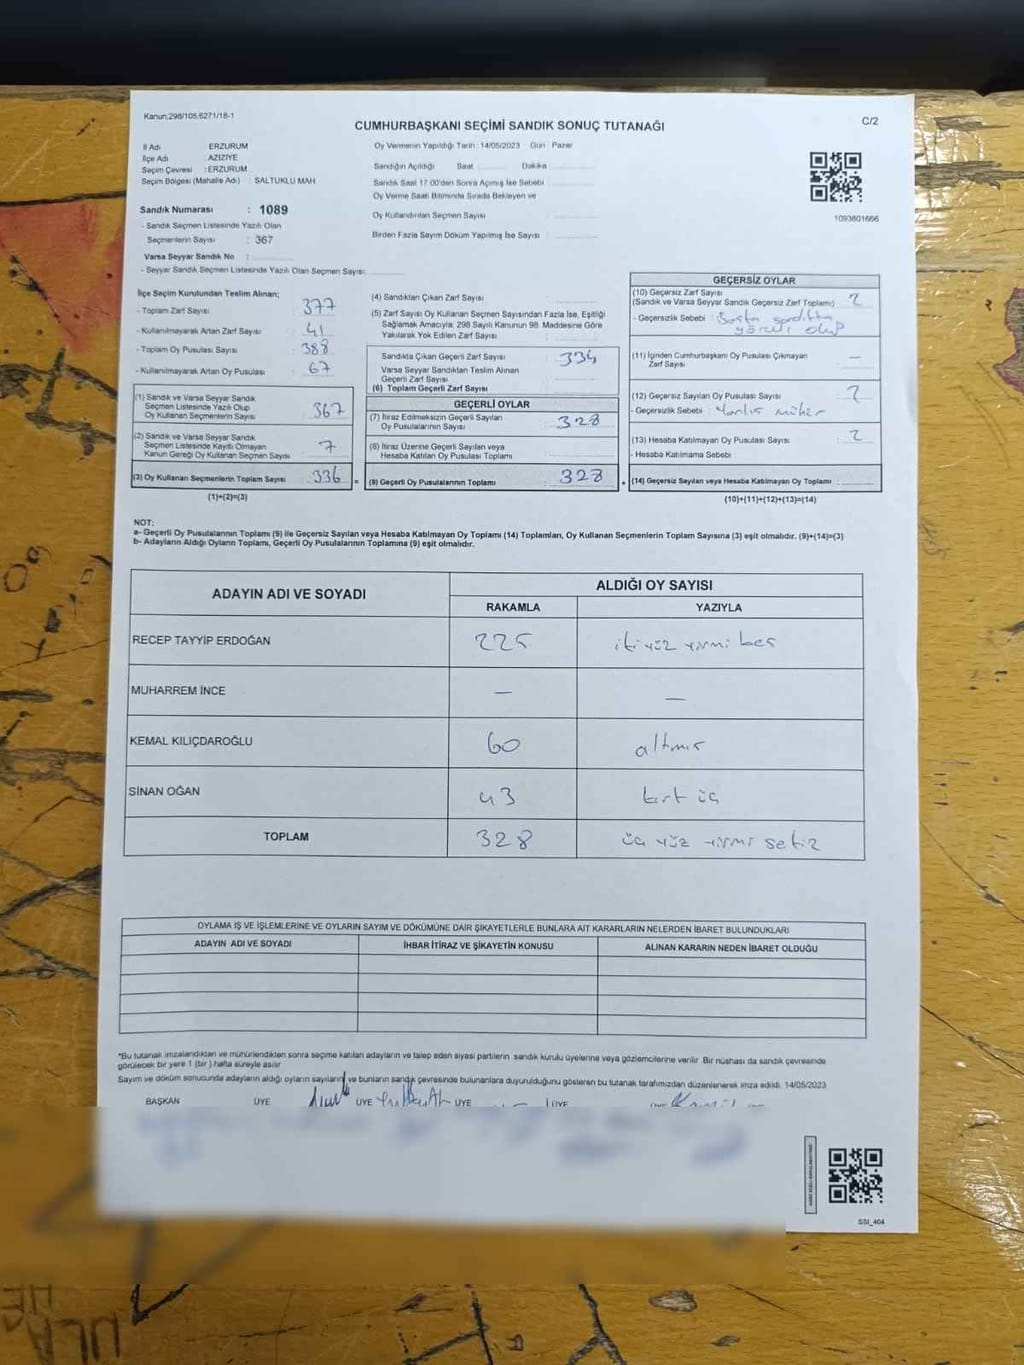 Kanun:298/105,6271/18-1
C/2
CUMHURBAŞKANI SEÇİMİ SANDIK SONUÇ TUTANAĞI
İl Adı ERZURUM
İlçe Adı AZİZİYE
Seçim Çevresi : ERZURUM
Seçim Bölgesi (Mahalle Adı) : SALTUKLU MAH.
Sandık Numarası : 1089
- Sandık Seçmen Listesinde Yazılı Olan
Seçmenlerin Sayısı : 367
Varsa Seyyar Sandık No :
- Seyyar Sandık Seçmen Listesinde Yazılı Olan Seçmen Sayısı:
Oy Vermenin Yapıldığı Tarih : 14/05/2023 Gün : Pazar
Sandığın Açıldığı Saat Dakika
Sandık Saat 17:00'den Sonra Açılmış İse Sebebi :
Oy Verme Saati Bitiminde Sırada Bekleyen ve
Oy Kullandırılan Seçmen Sayısı :
Birden Fazla Sayım Döküm Yapılmış İse Sayısı :
1093601666
İlçe Seçim Kurulundan Teslim Alınan;
- Toplam Zarf Sayısı : 377
- Kullanılmayarak Artan Zarf Sayısı : 41
- Toplam Oy Pusulası Sayısı : 388
- Kullanılmayarak Artan Oy Pusulası : 67
(1) Sandık ve Varsa Seyyar Sandık
Seçmen Listesinde Yazılı Olup
Oy Kullanan Seçmenlerin Sayısı : 367
(2) Sandık ve Varsa Seyyar Sandık
Seçmen Listesinde Kayıtlı Olmayan
Kanun Gereği Oy Kullanan Seçmen Sayısı : 7
(3) Oy Kullanan Seçmenlerin Toplam Sayısı : 336
(1)+(2)=(3)
(4) Sandıktan Çıkan Zarf Sayısı :
(5) Zarf Sayısı Oy Kullanan Seçmen Sayısından Fazla İse, Eşitliği
Sağlamak Amacıyla, 298 Sayılı Kanunun 98. Maddesine Göre
Yakılarak Yok Edilen Zarf Sayısı :
Sandıkta Çıkan Geçerli Zarf Sayısı : 334
Varsa Seyyar Sandıktan Teslim Alınan
Geçerli Zarf Sayısı :
(6) Toplam Geçerli Zarf Sayısı :
GEÇERLİ OYLAR
(7) İtiraz Edilmeksizin Geçerli Sayılan
Oy Pusulalarının Sayısı : 328
(8) İtiraz Üzerine Geçerli Sayılan veya
Hesaba Katılan Oy Pusulası Toplamı :
(9) Geçerli Oy Pusulalarının Toplamı : 328
GEÇERSİZ OYLAR
(10) Geçersiz Zarf Sayısı
(Sandık ve Varsa Seyyar Sandık Geçersiz Zarf Toplamı) : 2
- Geçersizlik Sebebi :
(11) İçinden Cumhurbaşkanı Oy Pusulası Çıkmayan
Zarf Sayısı : —
(12) Geçersiz Sayılan Oy Pusulası Sayısı : 2
- Geçersizlik Sebebi : Yanlış mühür
(13) Hesaba Katılmayan Oy Pusulası Sayısı : 2
- Hesaba Katılmama Sebebi :
(14) Geçersiz Sayılan veya Hesaba Katılmayan Oy Toplamı :
(10)+(11)+(12)+(13)=(14)
NOT:
a- Geçerli Oy Pusulalarının Toplamı (9) ile Geçersiz Sayılan veya Hesaba Katılmayan Oy Toplamı (14) Toplamları, Oy Kullanan Seçmenlerin Toplam Sayısına (3) eşit olmalıdır. (9)+(14)=(3)
b- Adayların Aldığı Oyların Toplamı, Geçerli Oy Pusulalarının Toplamına (9) eşit olmalıdır.
ADAYIN ADI VE SOYADI
ALDIĞI OY SAYISI
RAKAMLA YAZIYLA
RECEP TAYYİP ERDOĞAN 225 iki yüz yirmi beş
MUHARREM İNCE — —
KEMAL KILIÇDAROĞLU 60 altmış
SİNAN OĞAN 43 kırk üç
TOPLAM 328 üç yüz yirmi sekiz
OYLAMA İŞ VE İŞLEMLERİNE VE OYLARIN SAYIM VE DÖKÜMÜNE DAİR ŞİKAYETLERLE BUNLARA AİT KARARLARIN NELERDEN İBARET BULUNDUKLARI
ADAYIN ADI VE SOYADI İHBAR İTİRAZ VE ŞİKAYETİN KONUSU ALINAN KARARIN NEDEN İBARET OLDUĞU
*Bu tutanak imzalandıktan ve mühürlendikten sonra seçime katılan adayların ve talep eden siyasi partilerin sandık kurulu üyelerine veya gözlemcilerine verilir. Bir nüshası da sandık çevresinde
görülecek bir yere 1 (bir) hafta süreyle asılır
Sayım ve döküm sonucunda adayların aldığı oyların sayılarını ve bunların sandık çevresinde bulunanlara duyurulduğunu gösteren bu tutanak tarafımızdan düzenlenerek imza edildi. 14/05/2023
BAŞKAN ÜYE ÜYE ÜYE ÜYE
SSI_404